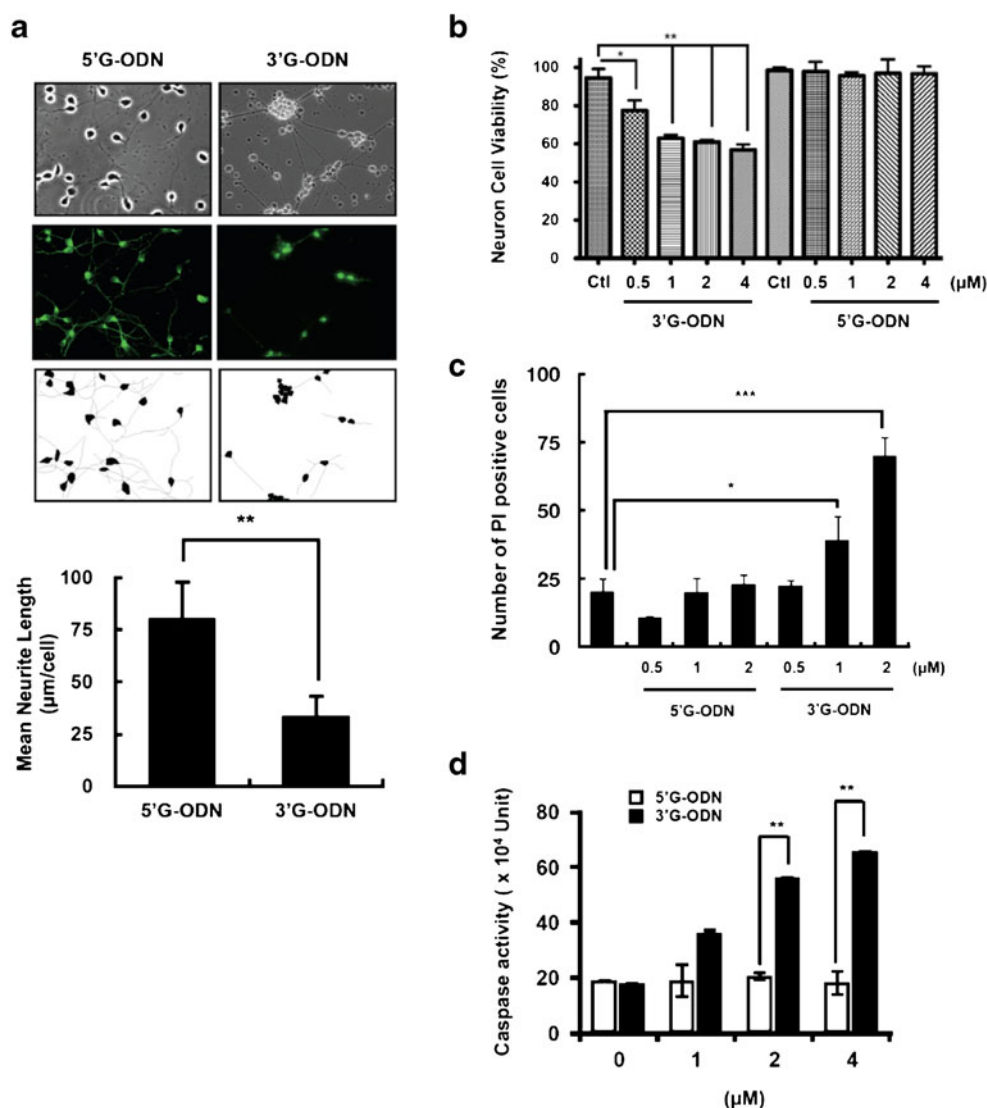 a
5'G-ODN 3'G-ODN
**
Mean Neurite Length
(µm/cell)
100
75
50
25
0
5'G-ODN 3'G-ODN
b
Neuron Cell Viability (%)
100
80
60
40
20
0
**
*
Ctl 0.5 1 2 4 Ctl 0.5 1 2 4 (µM)
3'G-ODN 5'G-ODN
c
Number of PI positive cells
100
75
50
25
0
***
*
0.5 1 2 0.5 1 2 (µM)
5'G-ODN 3'G-ODN
d
Caspase activity ( x 10⁴ Unit)
80
60
40
20
0
5'G-ODN
3'G-ODN
**
**
0 1 2 4
(µM)